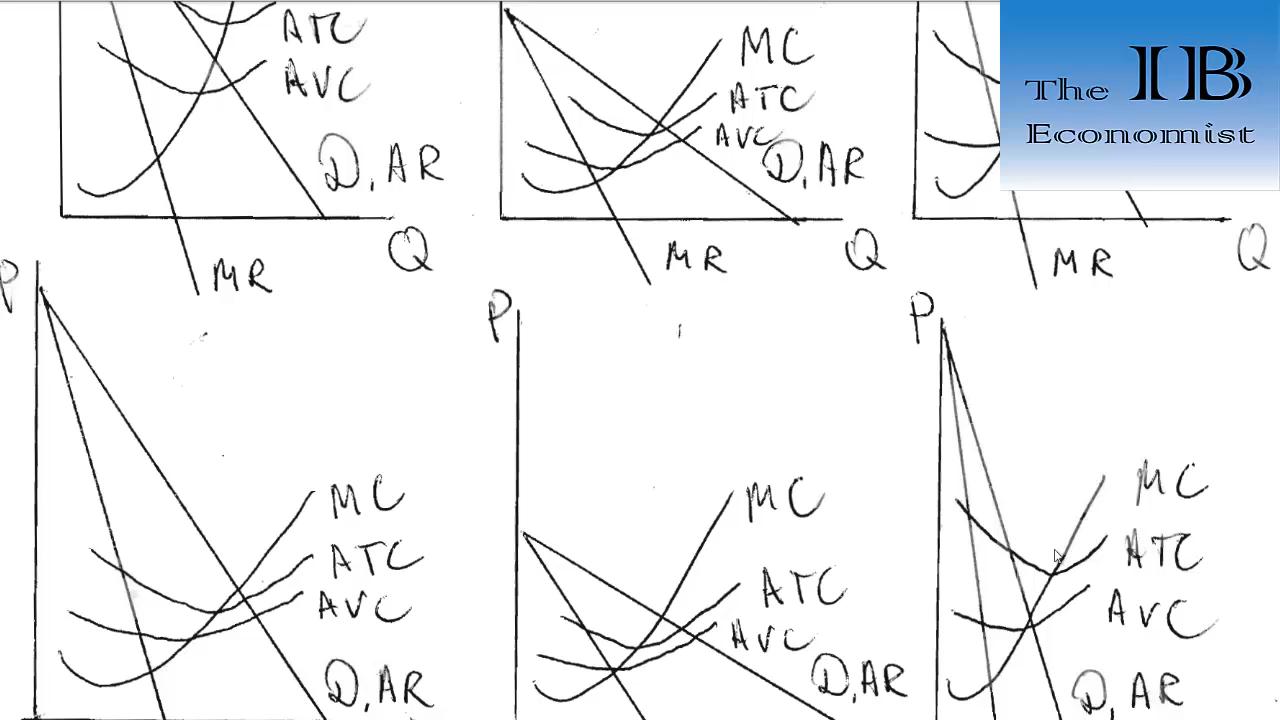 ATC
AVC
D, AR
Q
MR
MC
ATC
AVC
D, AR
Q
MR
The IB
Economist
Q
MR
P
MC
ATC
AVC
D, AR
P
MC
ATC
AVC
D, AR
P
MC
ATC
AVC
D, AR